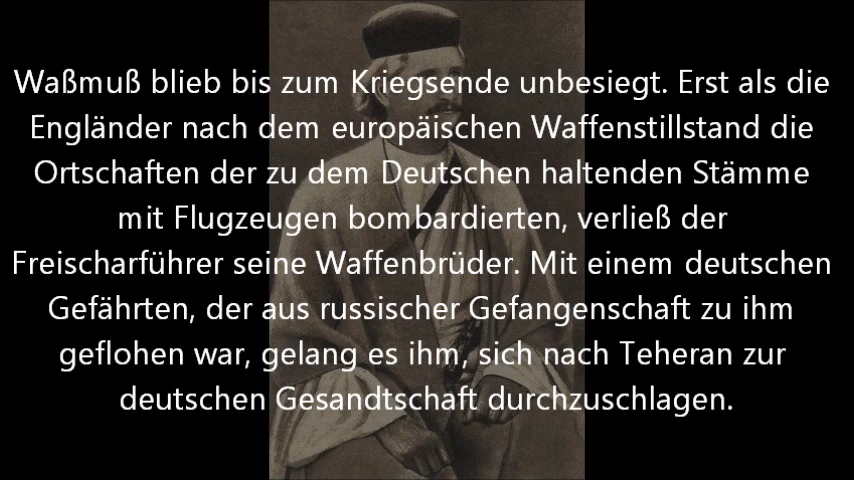 Waßmuß blieb bis zum Kriegsende unbesiegt. Erst als die
Engländer nach dem europäischen Waffenstillstand die
Ortschaften der zu dem Deutschen haltenden Stämme
mit Flugzeugen bombardierten, verließ der
Freischarführer seine Waffenbrüder. Mit einem deutschen
Gefährten, der aus russischer Gefangenschaft zu ihm
geflohen war, gelang es ihm, sich nach Teheran zur
deutschen Gesandtschaft durchzuschlagen.